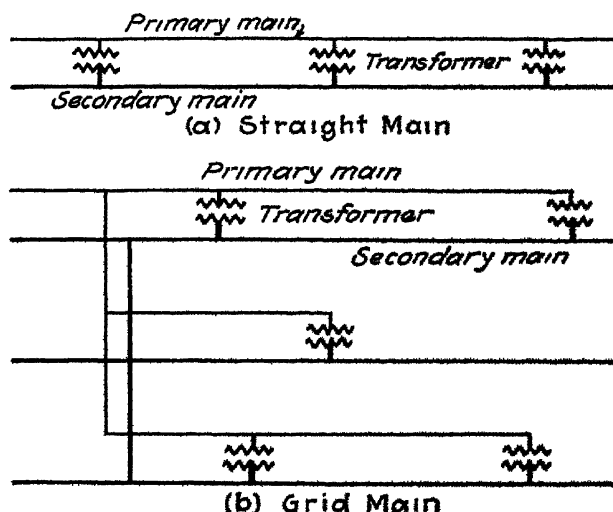 Primary main
Transformer
Secondary main
(a) Straight Main
Primary main
Transformer
Secondary main
(b) Grid Main